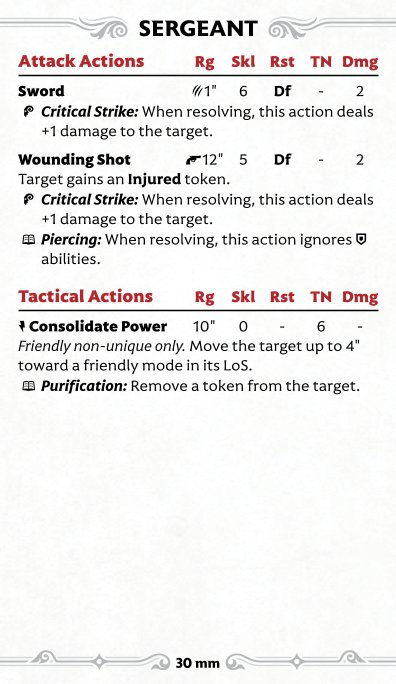 SERGEANT
Attack Actions Rg Skl Rst TN Dmg
Sword 1" 6 Df - 2
Critical Strike: When resolving, this action deals
+1 damage to the target.
Wounding Shot 12" 5 Df - 2
Target gains an Injured token.
Critical Strike: When resolving, this action deals
+1 damage to the target.
Piercing: When resolving, this action ignores
abilities.
Tactical Actions Rg Skl Rst TN Dmg
Consolidate Power 10" 0 - 6 -
Friendly non-unique only. Move the target up to 4"
toward a friendly mode in its LoS.
Purification: Remove a token from the target.
30 mm